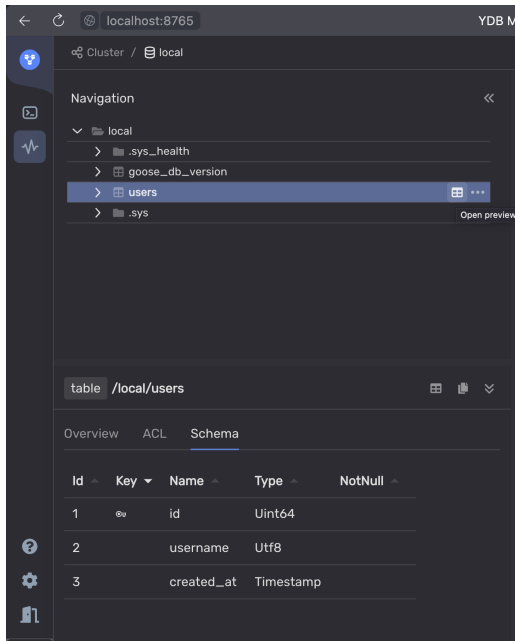 localhost:8765
YDB M
Cluster / local
Navigation
local
.sys_health
goose_db_version
users
.sys
Open preview
table /local/users
Overview ACL Schema
Id Key Name Type NotNull
1 id Uint64
2 username Utf8
3 created_at Timestamp